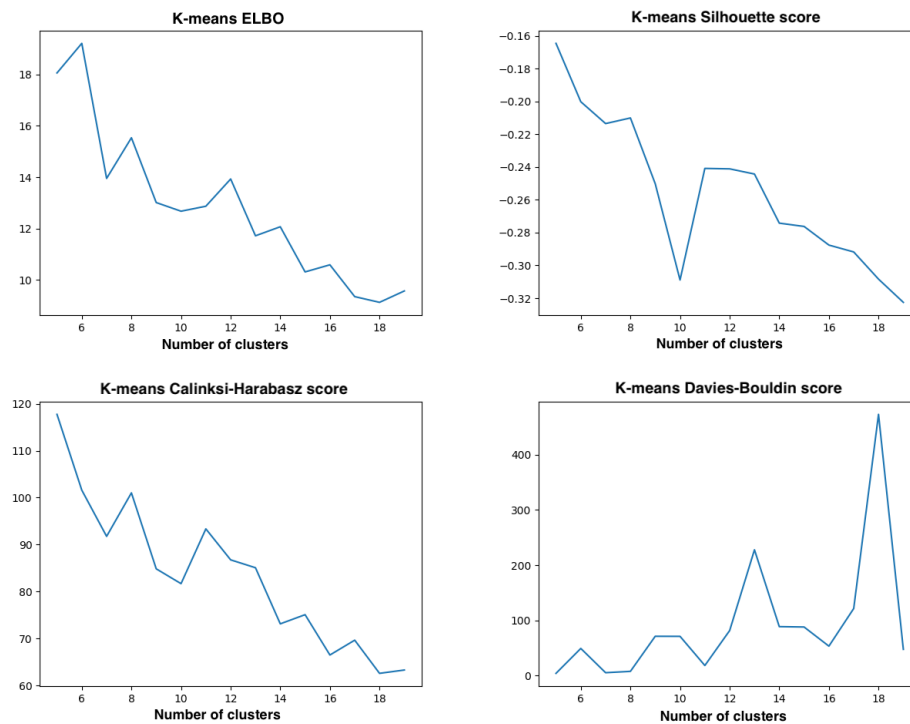 K-means ELBO
18
16
14
12
10
6 8 10 12 14 16 18
Number of clusters
K-means Silhouette score
−0.16
−0.18
−0.20
−0.22
−0.24
−0.26
−0.28
−0.30
−0.32
6 8 10 12 14 16 18
Number of clusters
K-means Calinksi-Harabasz score
120
110
100
90
80
70
60
6 8 10 12 14 16 18
Number of clusters
K-means Davies-Bouldin score
400
300
200
100
0
6 8 10 12 14 16 18
Number of clusters